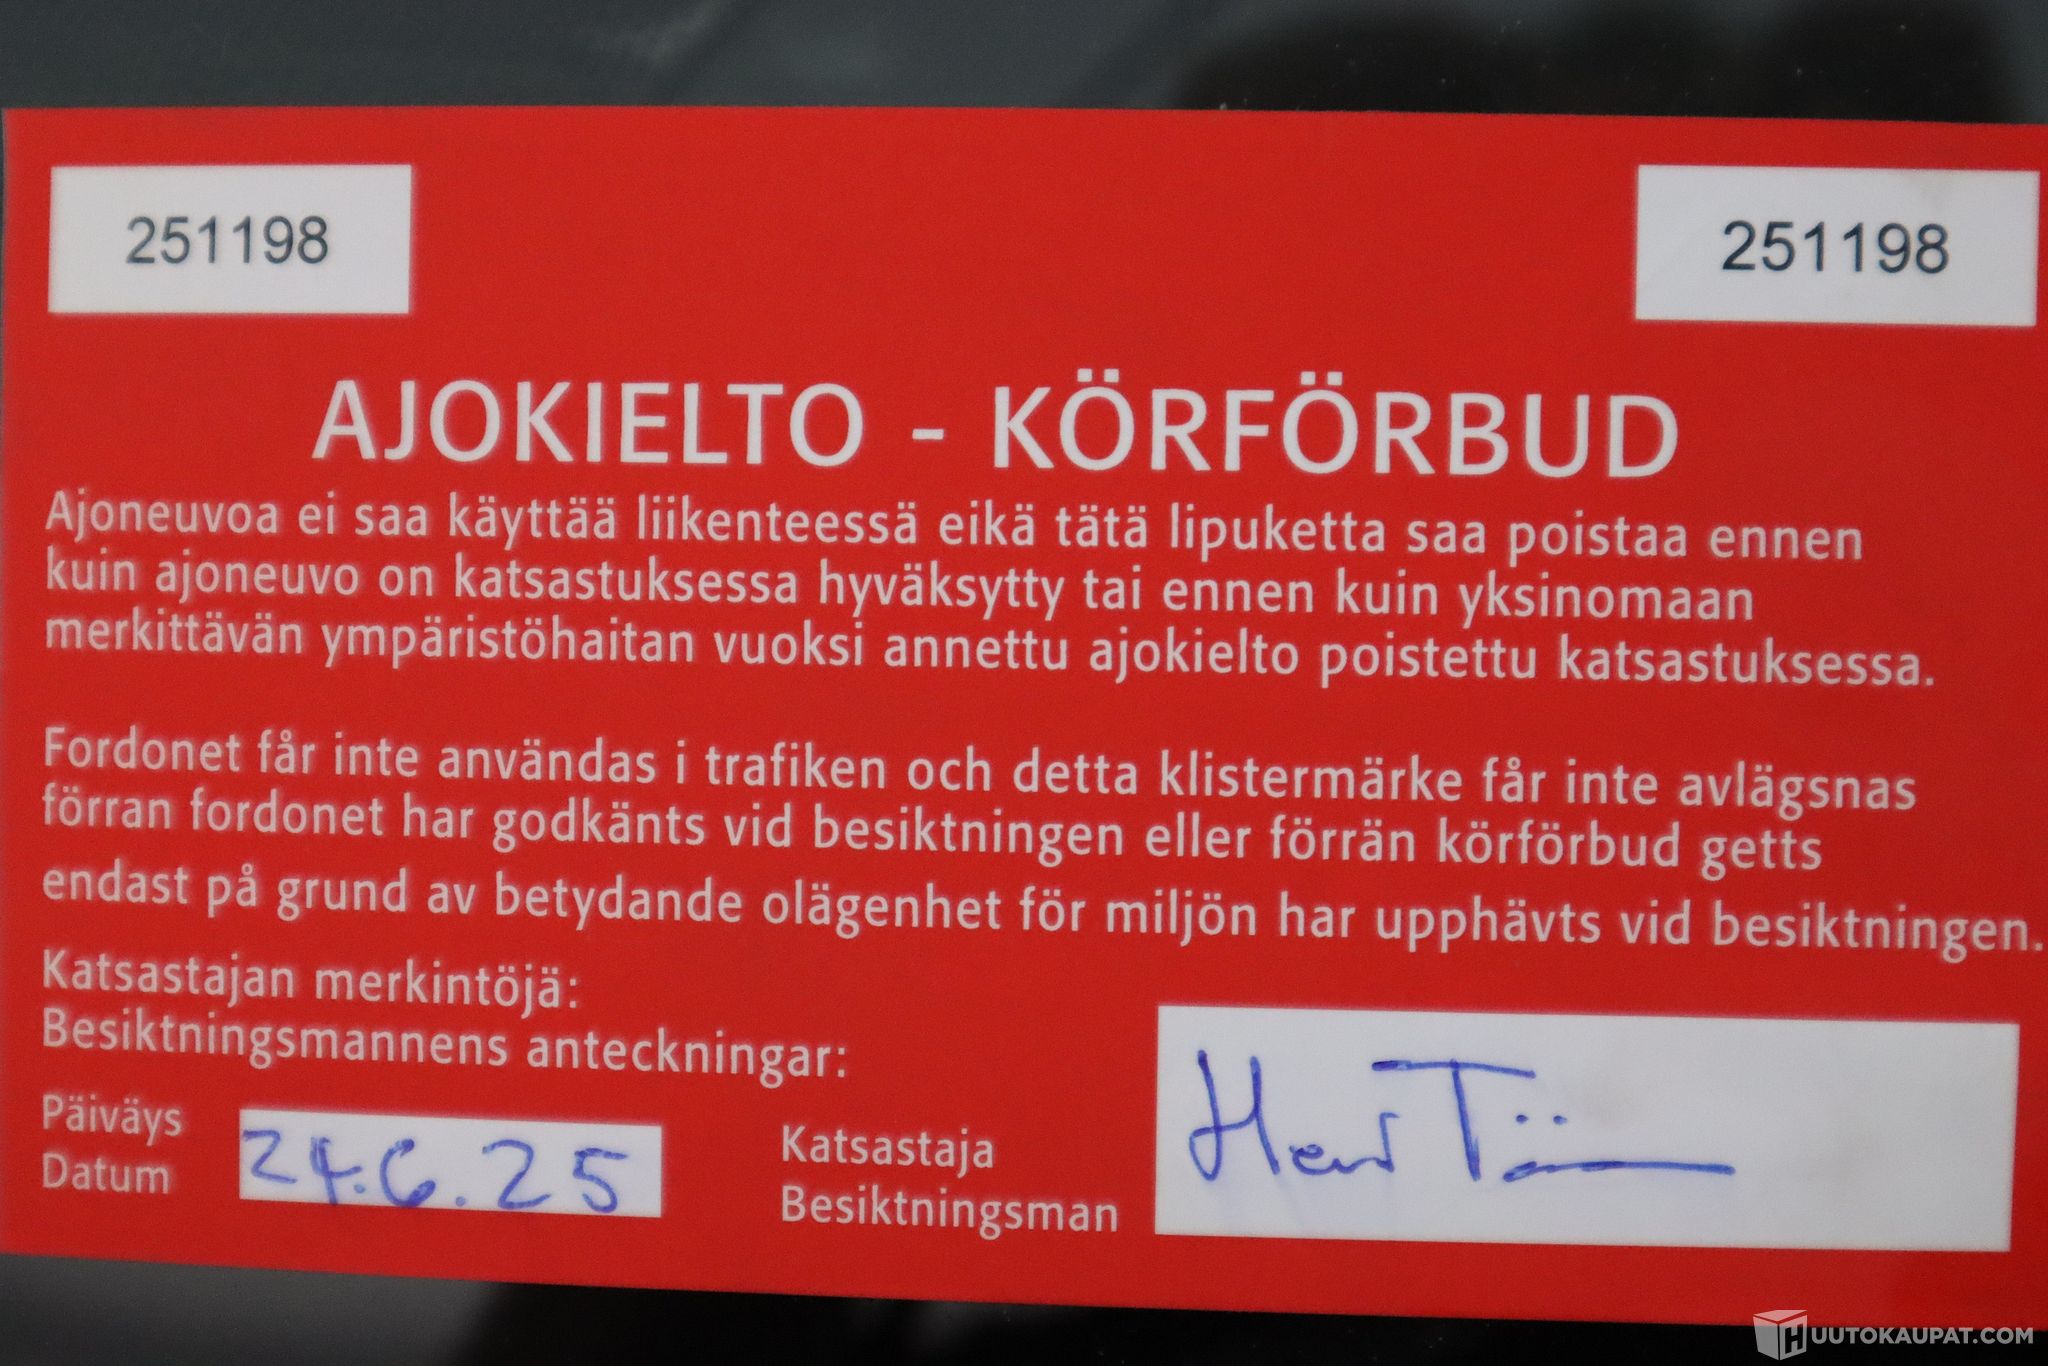 251198 251198
AJOKIELTO - KÖRFÖRBUD
Ajoneuvoa ei saa käyttää liikenteessä eikä tätä lipuketta saa poistaa ennen
kuin ajoneuvo on katsastuksessa hyväksytty tai ennen kuin yksinomaan
merkittävän ympäristöhaitan vuoksi annettu ajokielto poistettu katsastuksessa.
Fordonet får inte användas i trafiken och detta klistermärke får inte avlägsnas
förran fordonet har godkänts vid besiktningen eller förrän körförbud getts
endast på grund av betydande olägenhet för miljön har upphävts vid besiktningen.
Katsastajan merkintöjä:
Besiktningsmannens anteckningar:
Päiväys
Datum
24.6.25
Katsastaja
Besiktningsman
HUUTOKAUPAT.COM